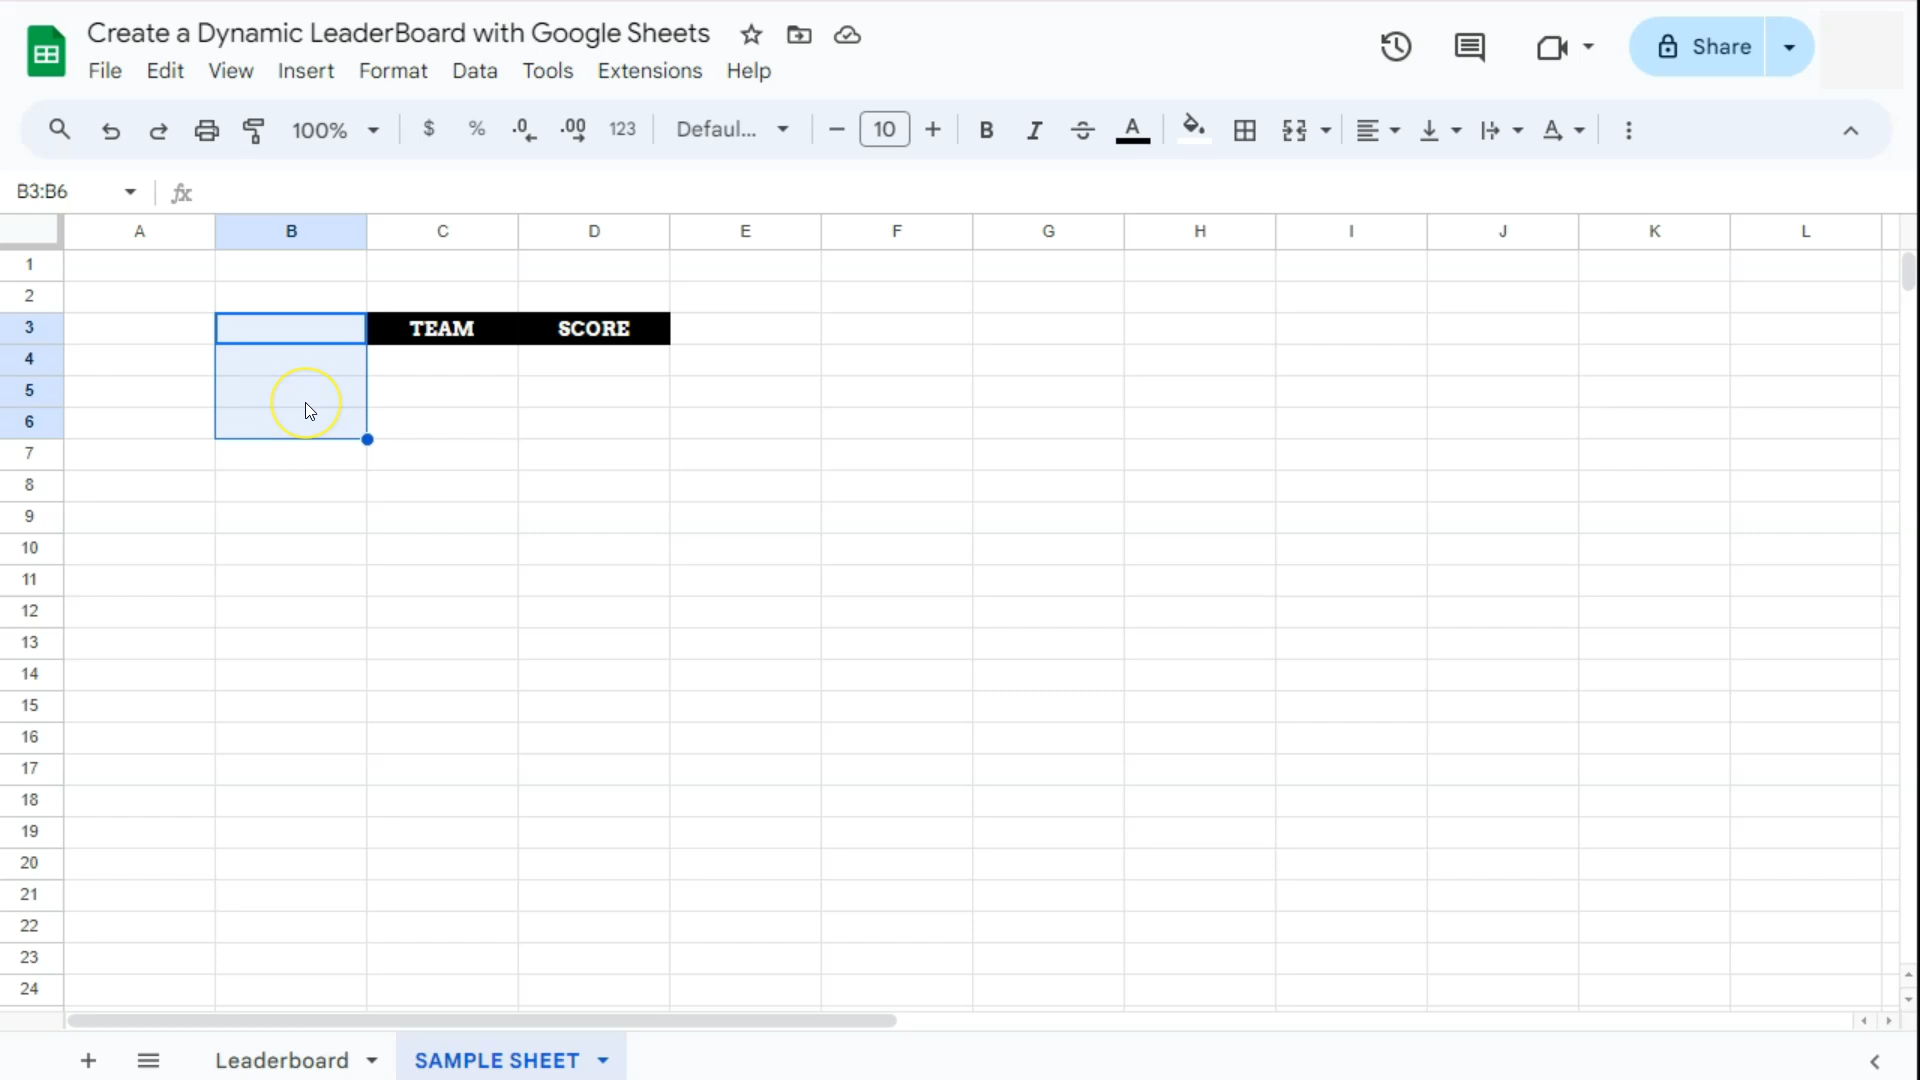 Create a Dynamic LeaderBoard with Google Sheets
Share
File Edit View Insert Format Data Tools Extensions Help
100% $ % .0 .00 123 Defaul... − 10 + B I S A A
B3:B6 fx
A B C D E F G H I J K L
1
2
3 TEAM SCORE
4
5
6
7
8
9
10
11
12
13
14
15
16
17
18
19
20
21
22
23
24
+ Leaderboard SAMPLE SHEET